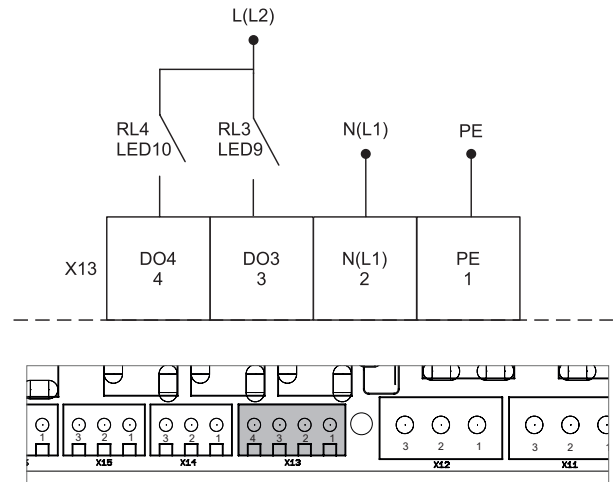 L(L2)
RL4
LED10
RL3
LED9
N(L1)
PE
X13
DO4
4
DO3
3
N(L1)
2
PE
1
1
3 2 1
3 2 1
4 3 2 1
3 2 1
3 2
X15
X14
X13
X12
X11